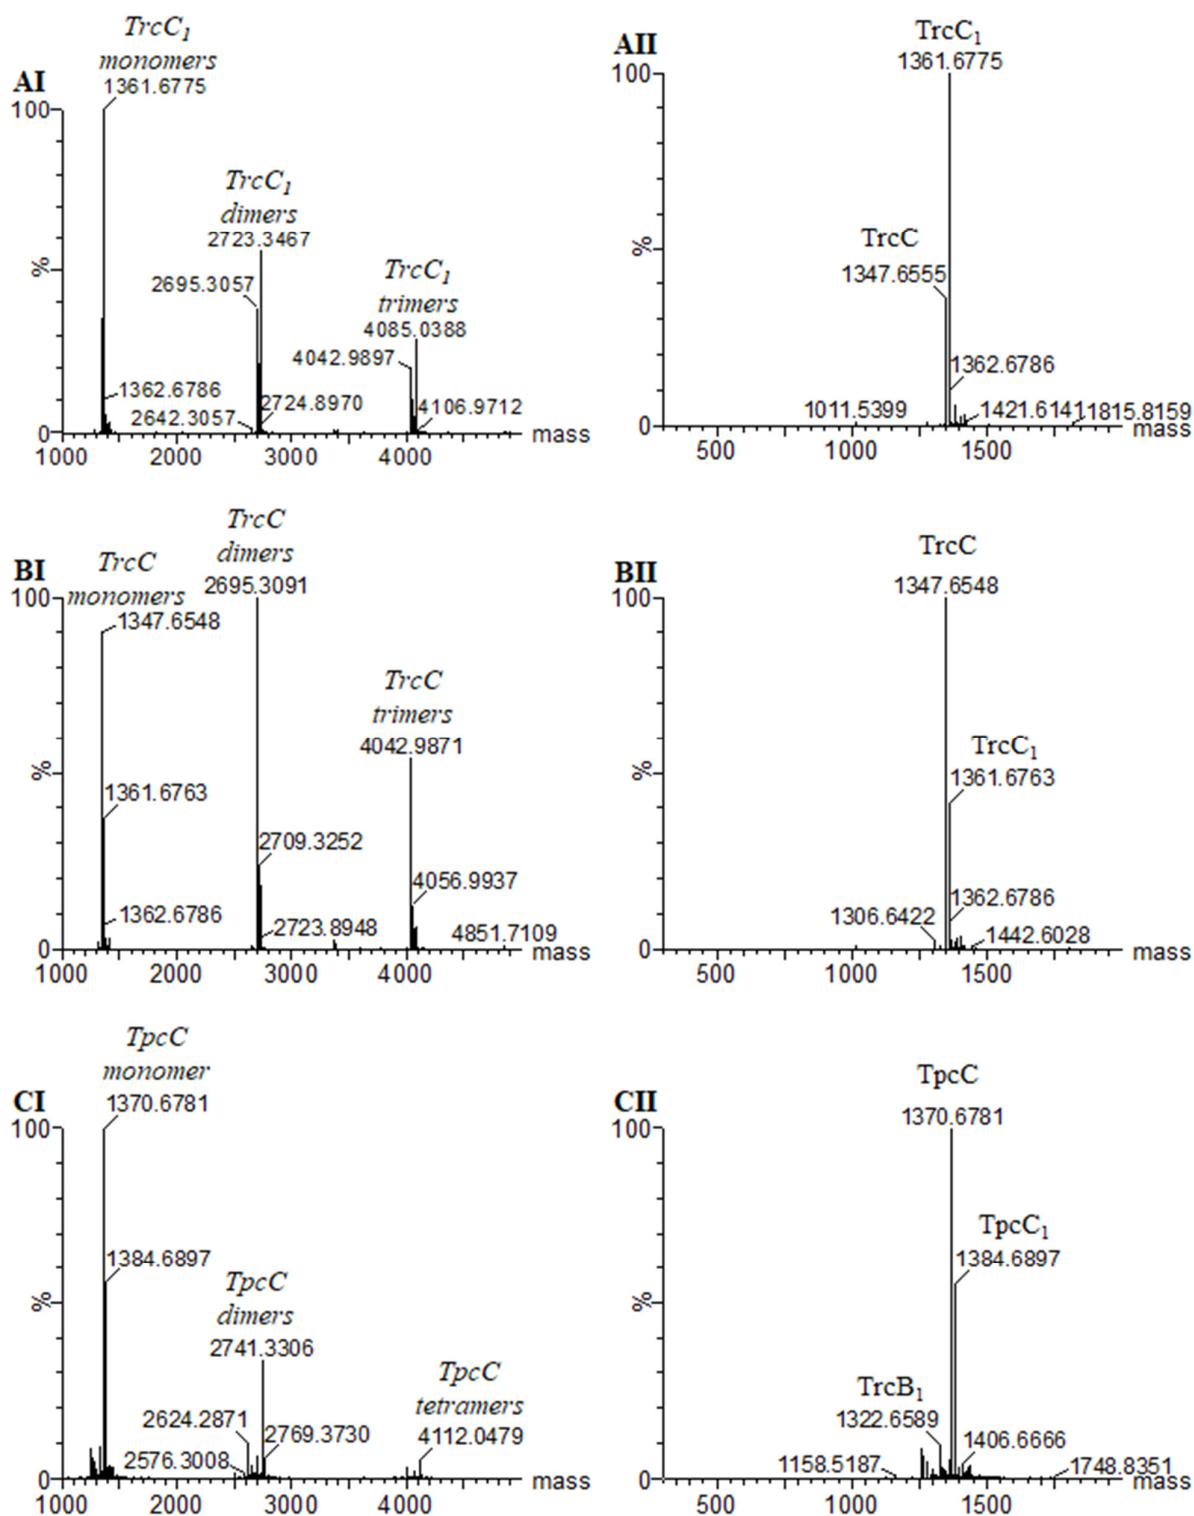 TrcC1
monomers
AI
1361.6775
100
TrcC1
dimers
2723.3467
2695.3057
TrcC1
trimers
4085.0388
4042.9897
%
1362.6786
2642.3057
2724.8970
4106.9712
0
mass
1000
2000
3000
4000
TrcC1
AII
1361.6775
100
TrcC
%
1347.6555
1362.6786
1011.5399
1421.6141
1815.8159
0
mass
500
1000
1500
TrcC
dimers
BI
TrcC
monomers
2695.3091
100
1347.6548
TrcC
trimers
4042.9871
%
1361.6763
2709.3252
4056.9937
1362.6786
2723.8948
4851.7109
0
mass
1000
2000
3000
4000
TrcC
BII
1347.6548
100
TrcC1
%
1361.6763
1362.6786
1306.6422
1442.6028
0
mass
500
1000
1500
TpcC
monomer
CI
1370.6781
100
1384.6897
TpcC
dimers
%
2741.3306
TpcC
tetramers
2624.2871
2769.3730
4112.0479
2576.3008
0
mass
1000
2000
3000
4000
TpcC
CII
1370.6781
100
TpcC1
1384.6897
%
TrcB1
1322.6589
1406.6666
1158.5187
1748.8351
0
mass
500
1000
1500